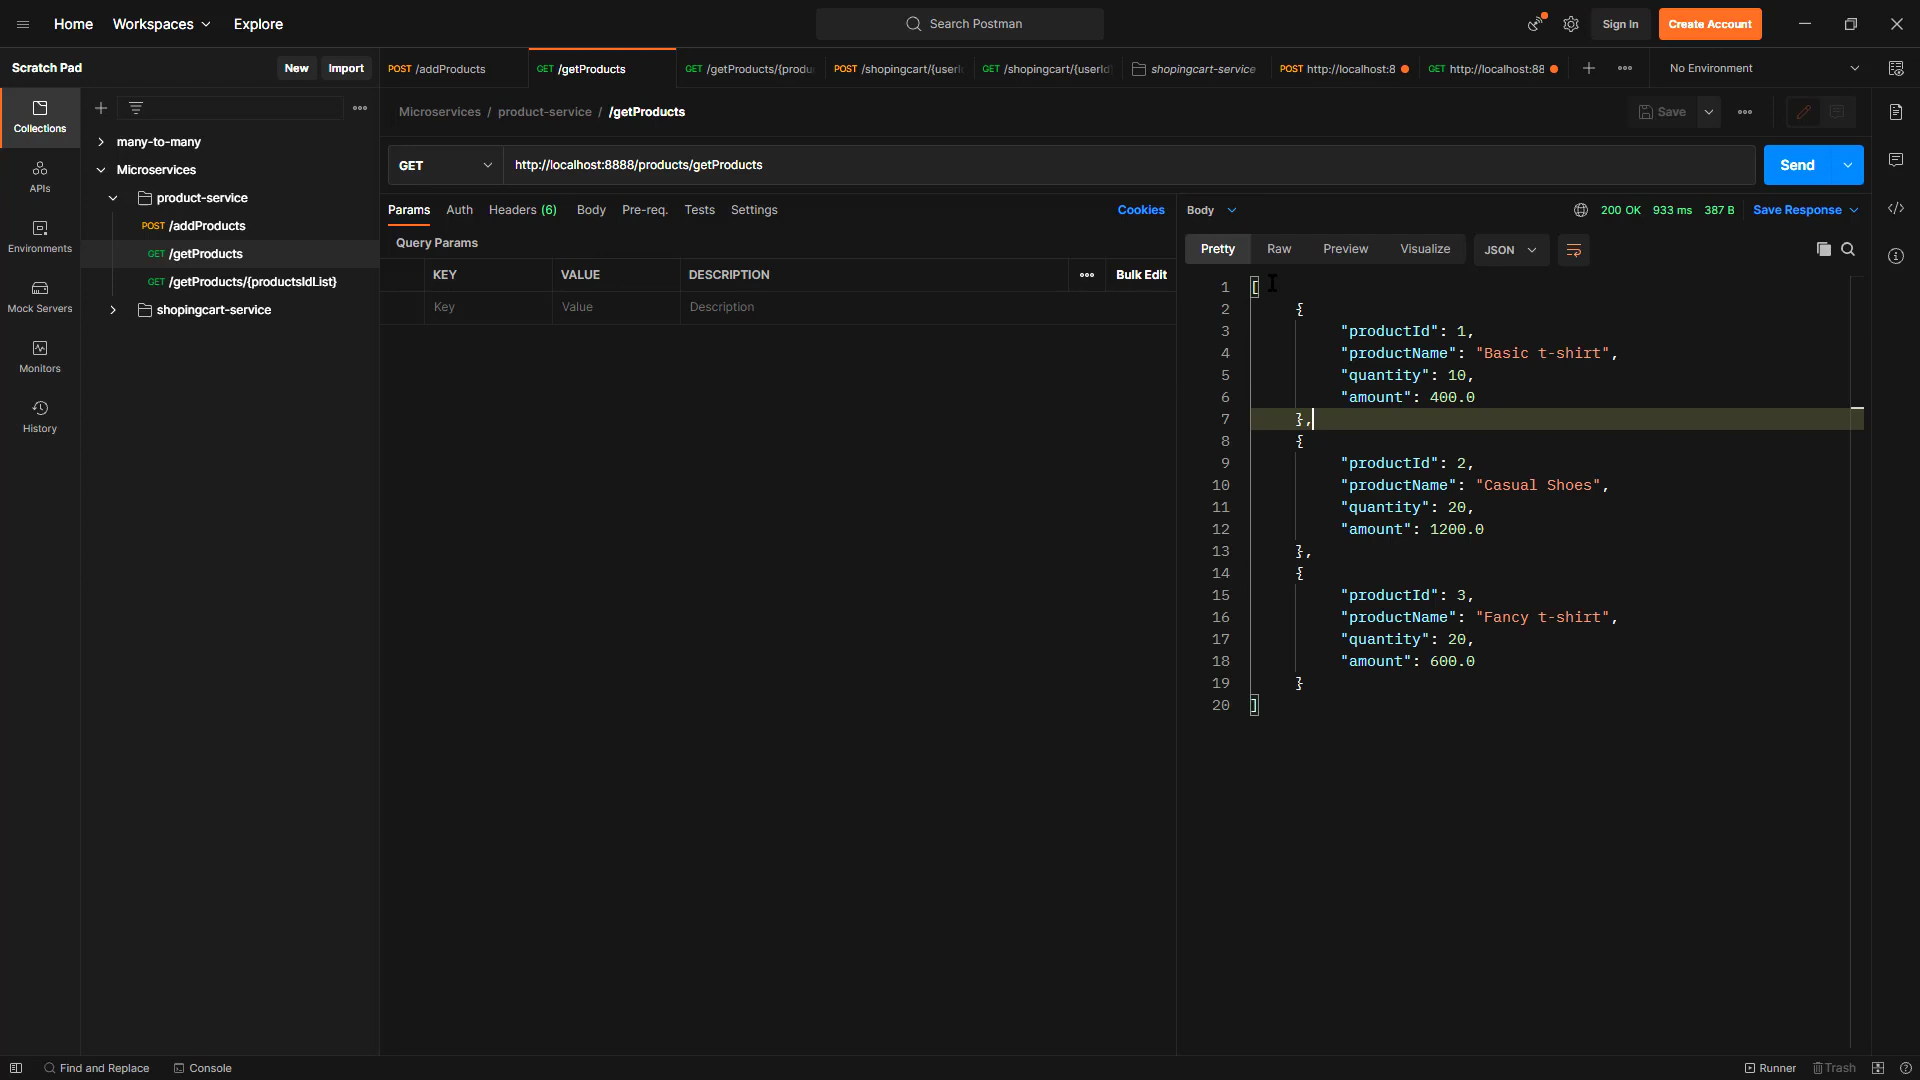 Home Workspaces Explore
Search Postman
Sign In Create Account
Scratch Pad New Import
POST /addProducts GET /getProducts GET /getProducts/{produ POST /shopingcart/{userI GET /shopingcart/{userId shopingcart-service POST http://localhost:8 GET http://localhost:88 No Environment
Collections
APIs
Environments
Mock Servers
Monitors
History
many-to-many
Microservices
product-service
POST /addProducts
GET /getProducts
GET /getProducts/{productsIdList}
shopingcart-service
Microservices / product-service / /getProducts
Save
GET http://localhost:8888/products/getProducts Send
Params Auth Headers (6) Body Pre-req. Tests Settings Cookies
Query Params
KEY VALUE DESCRIPTION Bulk Edit
Key Value Description
Body 200 OK 933 ms 387 B Save Response
Pretty Raw Preview Visualize JSON
1 [
2 {
3 "productId": 1,
4 "productName": "Basic t-shirt",
5 "quantity": 10,
6 "amount": 400.0
7 },
8 {
9 "productId": 2,
10 "productName": "Casual Shoes",
11 "quantity": 20,
12 "amount": 1200.0
13 },
14 {
15 "productId": 3,
16 "productName": "Fancy t-shirt",
17 "quantity": 20,
18 "amount": 600.0
19 }
20 ]
Find and Replace Console Runner Trash